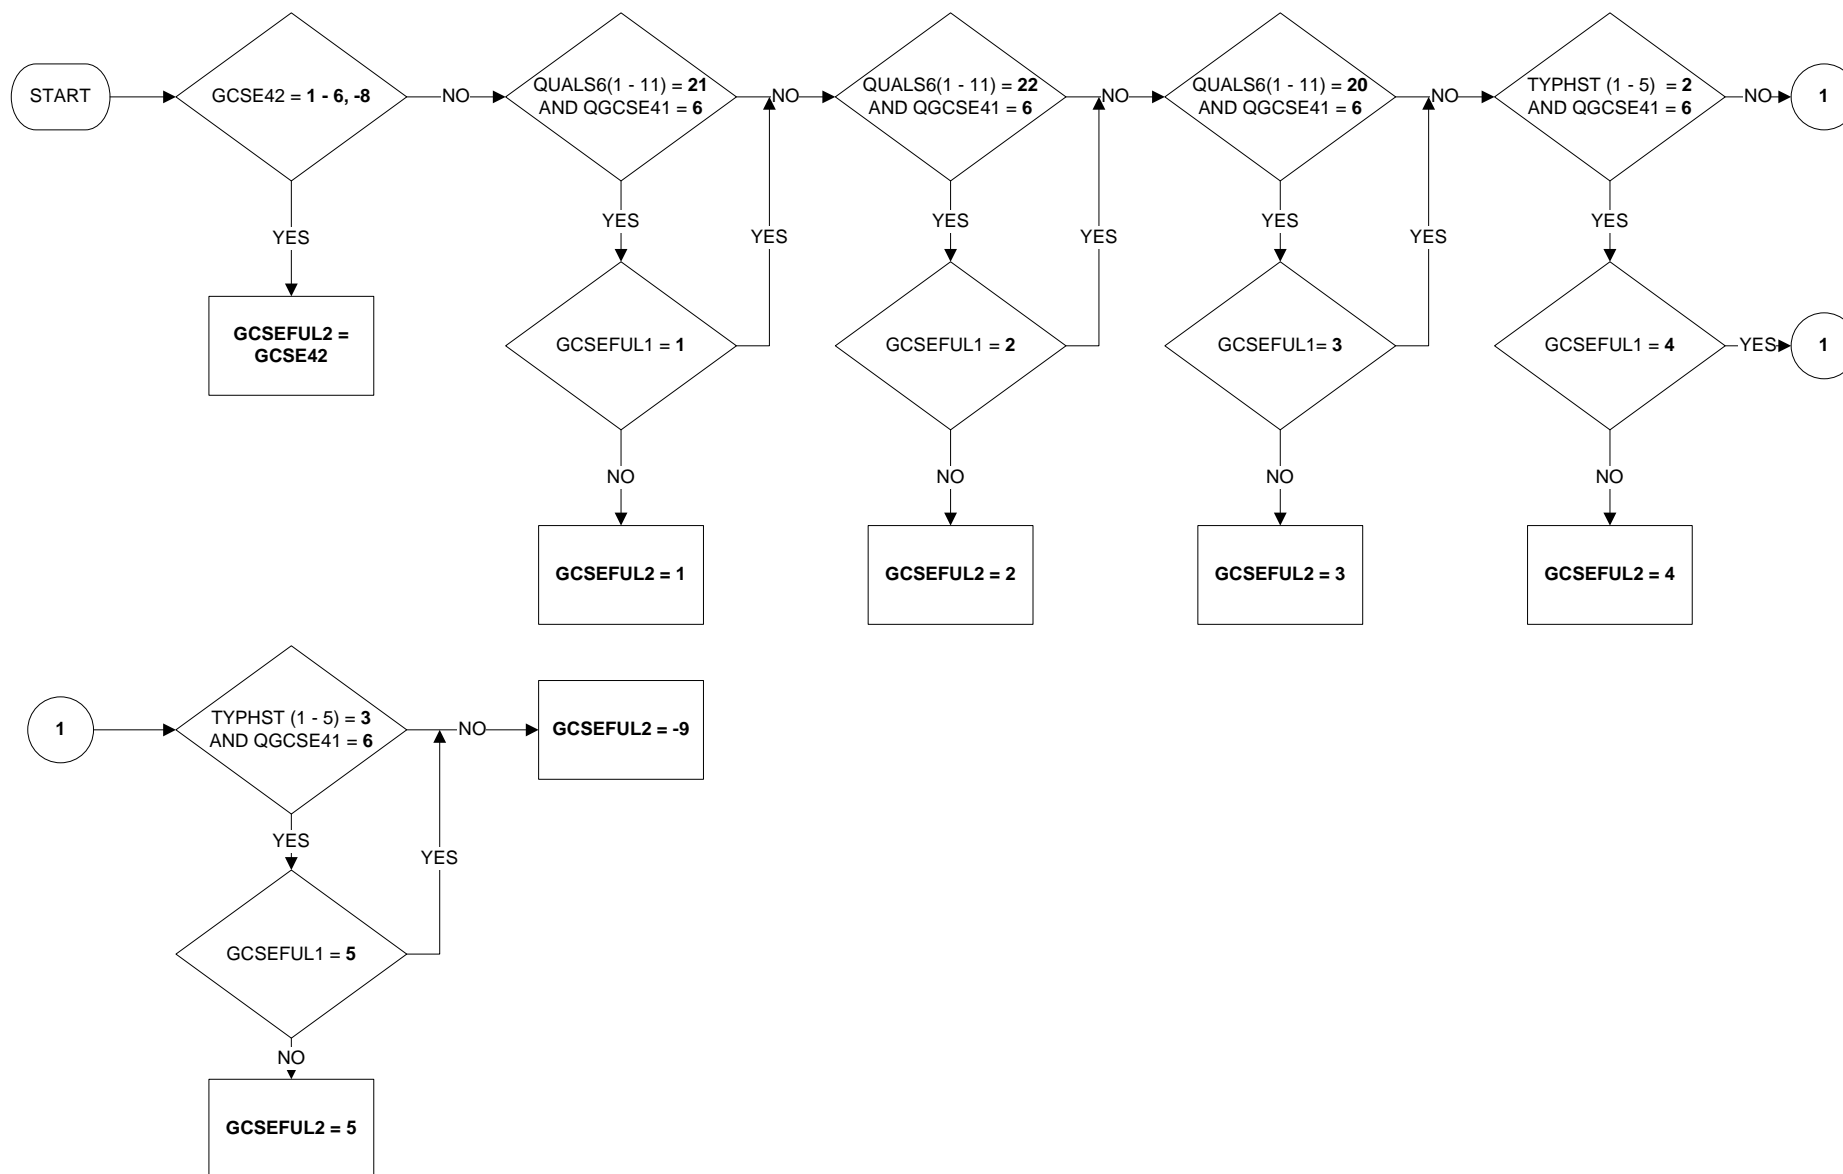 START
GCSE42 = 1 - 6, -8
NO
QUALS6(1 - 11) = 21
AND QGCSE41 = 6
NO
QUALS6(1 - 11) = 22
AND QGCSE41 = 6
NO
QUALS6(1 - 11) = 20
AND QGCSE41 = 6
NO
TYPHST (1 - 5) = 2
AND QGCSE41 = 6
NO
1
YES
YES
YES
YES
YES
YES
YES
YES
GCSEFUL2 =
GCSE42
GCSEFUL1 = 1
GCSEFUL1 = 2
GCSEFUL1= 3
GCSEFUL1 = 4
YES
1
NO
NO
NO
NO
GCSEFUL2 = 1
GCSEFUL2 = 2
GCSEFUL2 = 3
GCSEFUL2 = 4
1
TYPHST (1 - 5) = 3
AND QGCSE41 = 6
NO
GCSEFUL2 = -9
YES
YES
GCSEFUL1 = 5
NO
GCSEFUL2 = 5